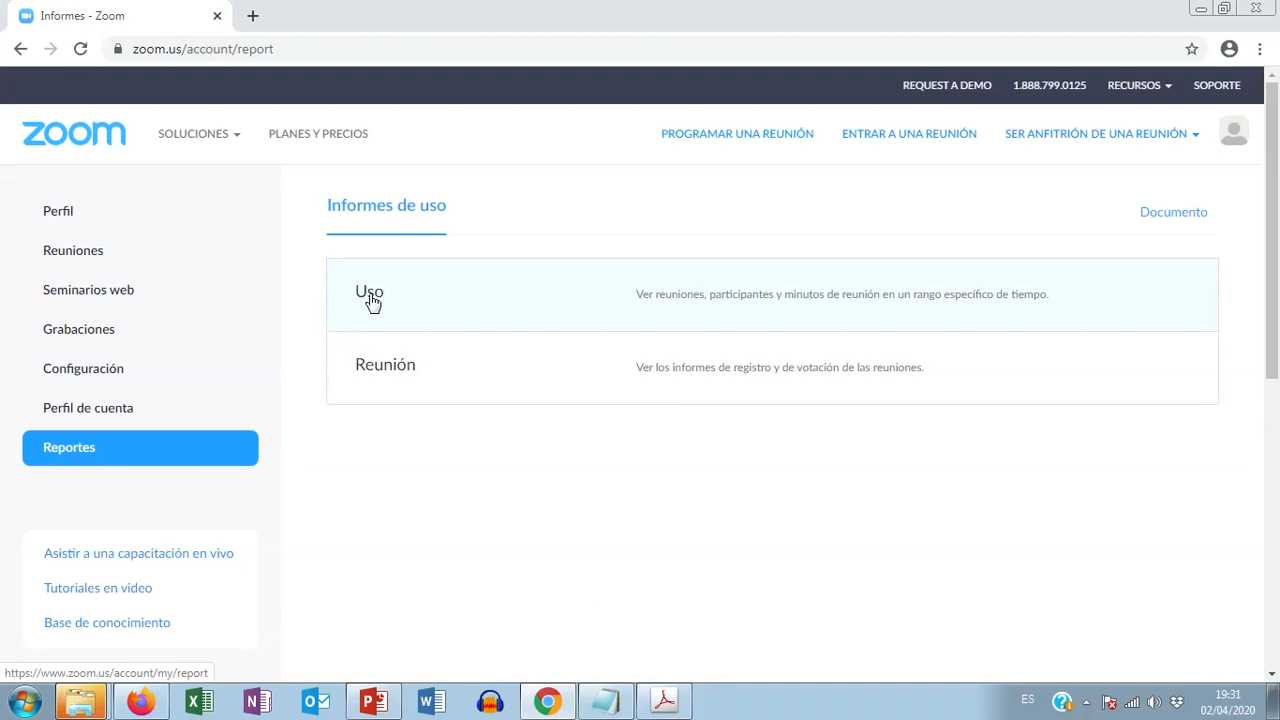 Informes - Zoom
zoom.us/account/report
REQUEST A DEMO 1.888.799.0125 RECURSOS SOPORTE
zoom SOLUCIONES PLANES Y PRECIOS PROGRAMAR UNA REUNIÓN ENTRAR A UNA REUNIÓN SER ANFITRIÓN DE UNA REUNIÓN
Perfil
Reuniones
Seminarios web
Grabaciones
Configuración
Perfil de cuenta
Reportes
Asistir a una capacitación en vivo
Tutoriales en video
Base de conocimiento
Informes de uso
Documento
Uso
Ver reuniones, participantes y minutos de reunión en un rango específico de tiempo.
Reunión
Ver los informes de registro y de votación de las reuniones.
https://www.zoom.us/account/my/report
ES
19:31
02/04/2020